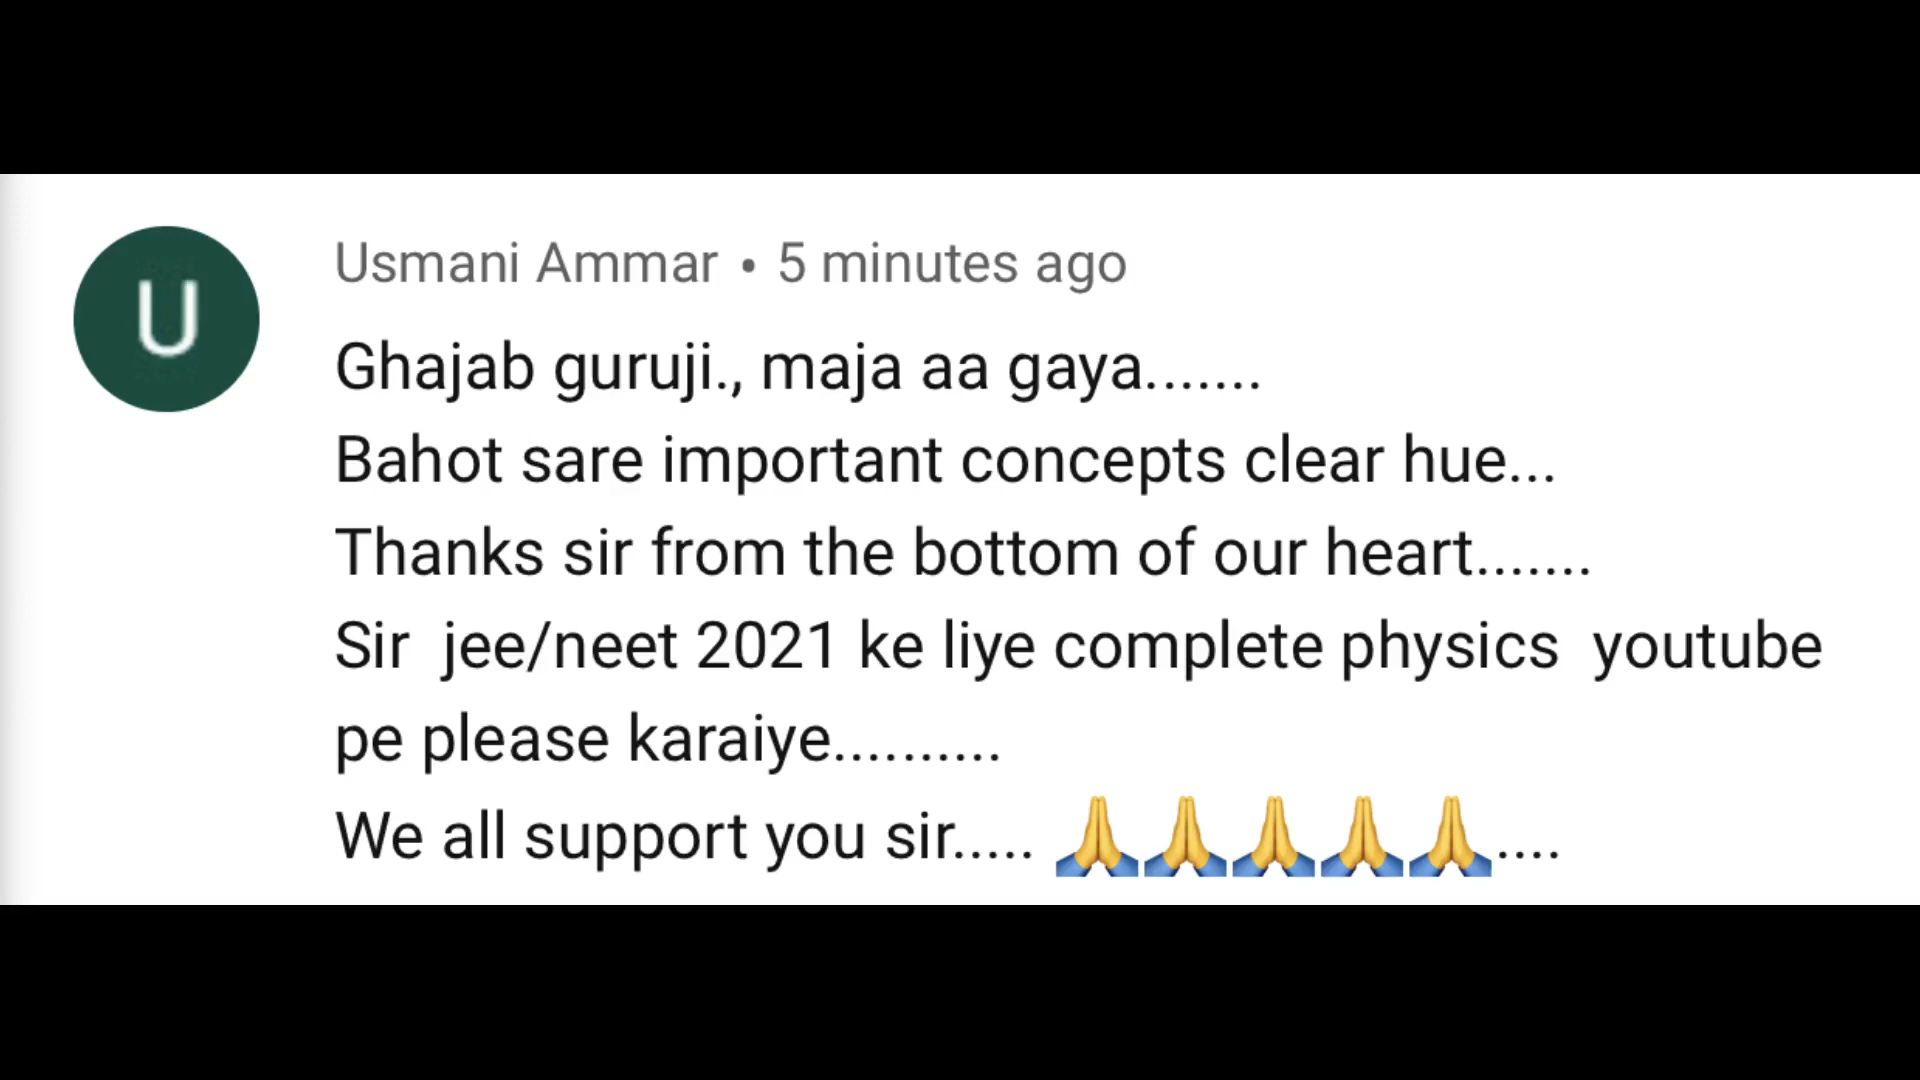 U
Usmani Ammar • 5 minutes ago
Ghajab guruji., maja aa gaya.......
Bahot sare important concepts clear hue...
Thanks sir from the bottom of our heart.......
Sir  jee/neet 2021 ke liye complete physics  youtube
pe please karaiye..........
We all support you sir..... 🙏🙏🙏🙏🙏....